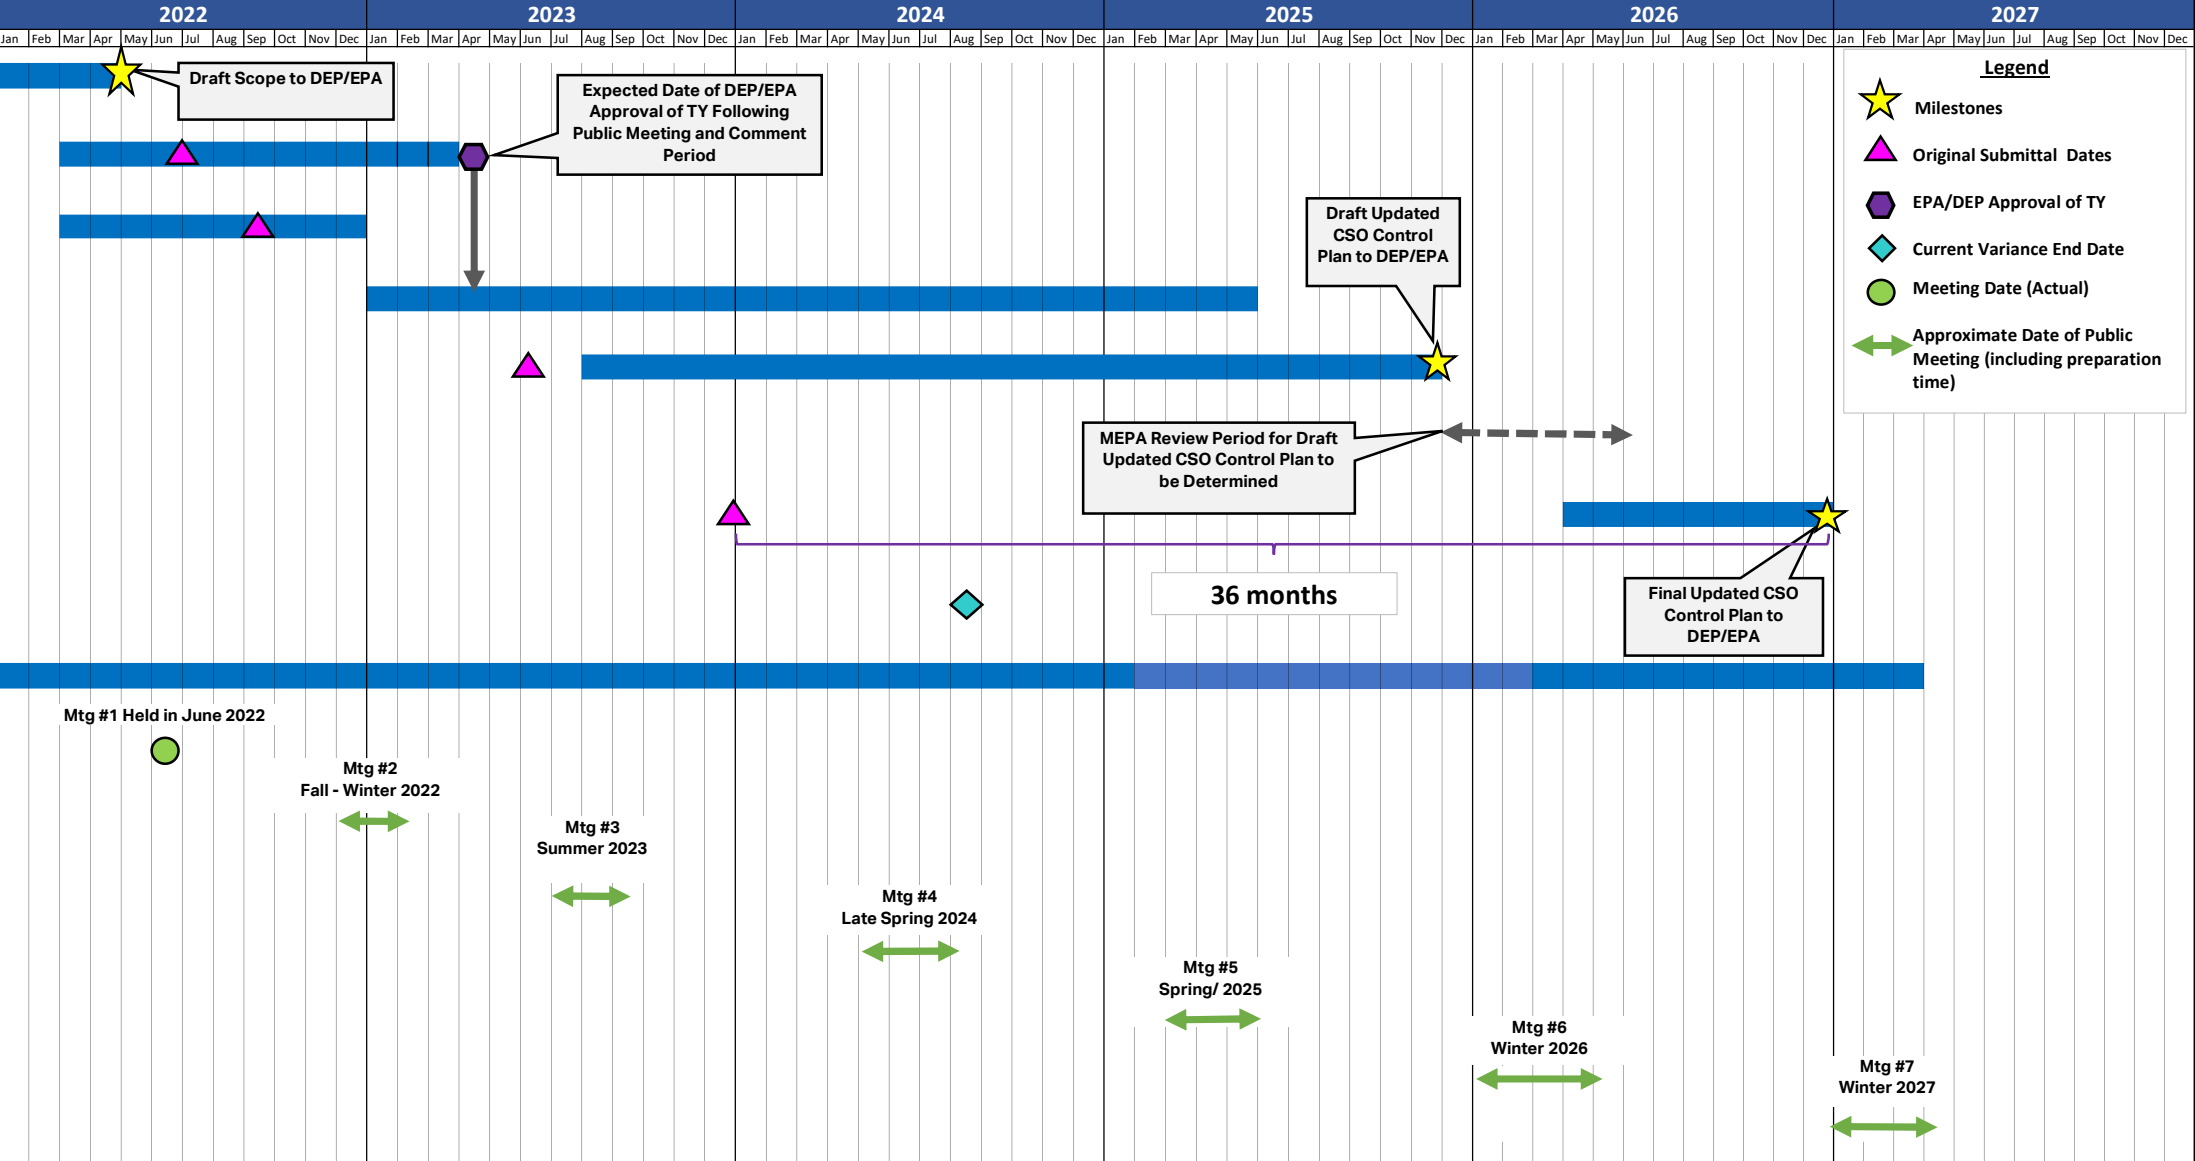 2022 2023 2024 2025 2026 2027
Jan Feb Mar Apr May Jun Jul Aug Sep Oct Nov Dec Jan Feb Mar Apr May Jun Jul Aug Sep Oct Nov Dec Jan Feb Mar Apr May Jun Jul Aug Sep Oct Nov Dec Jan Feb Mar Apr May Jun Jul Aug Sep Oct Nov Dec Jan Feb Mar Apr May Jun Jul Aug Sep Oct Nov Dec Jan Feb Mar Apr May Jun Jul Aug Sep Oct Nov Dec
Draft Scope to DEP/EPA
Expected Date of DEP/EPA
Approval of TY Following
Public Meeting and Comment
Period
Draft Updated
CSO Control
Plan to DEP/EPA
Legend
Milestones
Original Submittal Dates
EPA/DEP Approval of TY
Current Variance End Date
Meeting Date (Actual)
Approximate Date of Public
Meeting (including preparation
time)
MEPA Review Period for Draft
Updated CSO Control Plan to
be Determined
36 months
Final Updated CSO
Control Plan to
DEP/EPA
Mtg #1 Held in June 2022
Mtg #2
Fall - Winter 2022
Mtg #3
Summer 2023
Mtg #4
Late Spring 2024
Mtg #5
Spring/ 2025
Mtg #6
Winter 2026
Mtg #7
Winter 2027